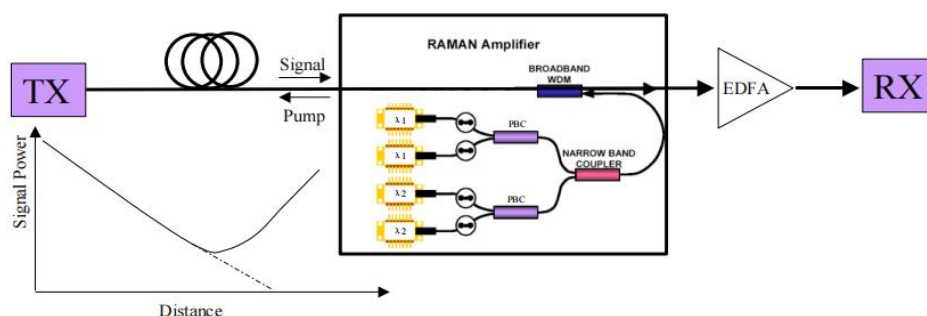 RAMAN Amplifier
Signal
BROADBAND
WDM
TX
EDFA
RX
Pump
λ1
PBC
λ1
NARROW BAND
COUPLER
λ2
PBC
λ2
Signal Power
Distance